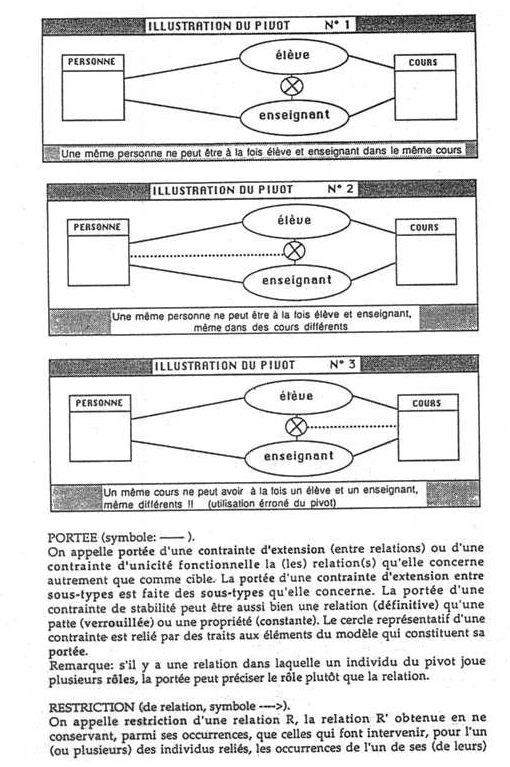 ILLUSTRATION DU PIVOT N° 1
PERSONNE
élève
COURS
enseignant
Une même personne ne peut être à la fois élève et enseignant dans le même cours
ILLUSTRATION DU PIVOT N° 2
PERSONNE
élève
COURS
enseignant
Une même personne ne peut être à la fois élève et enseignant,
même dans des cours différents
ILLUSTRATION DU PIVOT N° 3
PERSONNE
élève
COURS
enseignant
Un même cours ne peut avoir à la fois un élève et un enseignant,
même différents !! (utilisation érroné du pivot)
PORTEE (symbole: —— ).
On appelle portée d'une contrainte d'extension (entre relations) ou d'une
contrainte d'unicité fonctionnelle la (les) relation(s) qu'elle concerne
autrement que comme cible. La portée d'une contrainte d'extension entre
sous-types est faite des sous-types qu'elle concerne. La portée d'une
contrainte de stabilité peut être aussi bien une relation (définitive) qu'une
patte (verrouillée) ou une propriété (constante). Le cercle représentatif d'une
contrainte est relié par des traits aux éléments du modèle qui constituent sa
portée.
Remarque: s'il y a une relation dans laquelle un individu du pivot joue
plusieurs rôles, la portée peut préciser le rôle plutôt que la relation.
RESTRICTION (de relation, symbole ---->).
On appelle restriction d'une relation R, la relation R' obtenue en ne
conservant, parmi ses occurrences, que celles qui font intervenir, pour l'un
(ou plusieurs) des individus reliés, les occurrences de l'un de ses (de leurs)